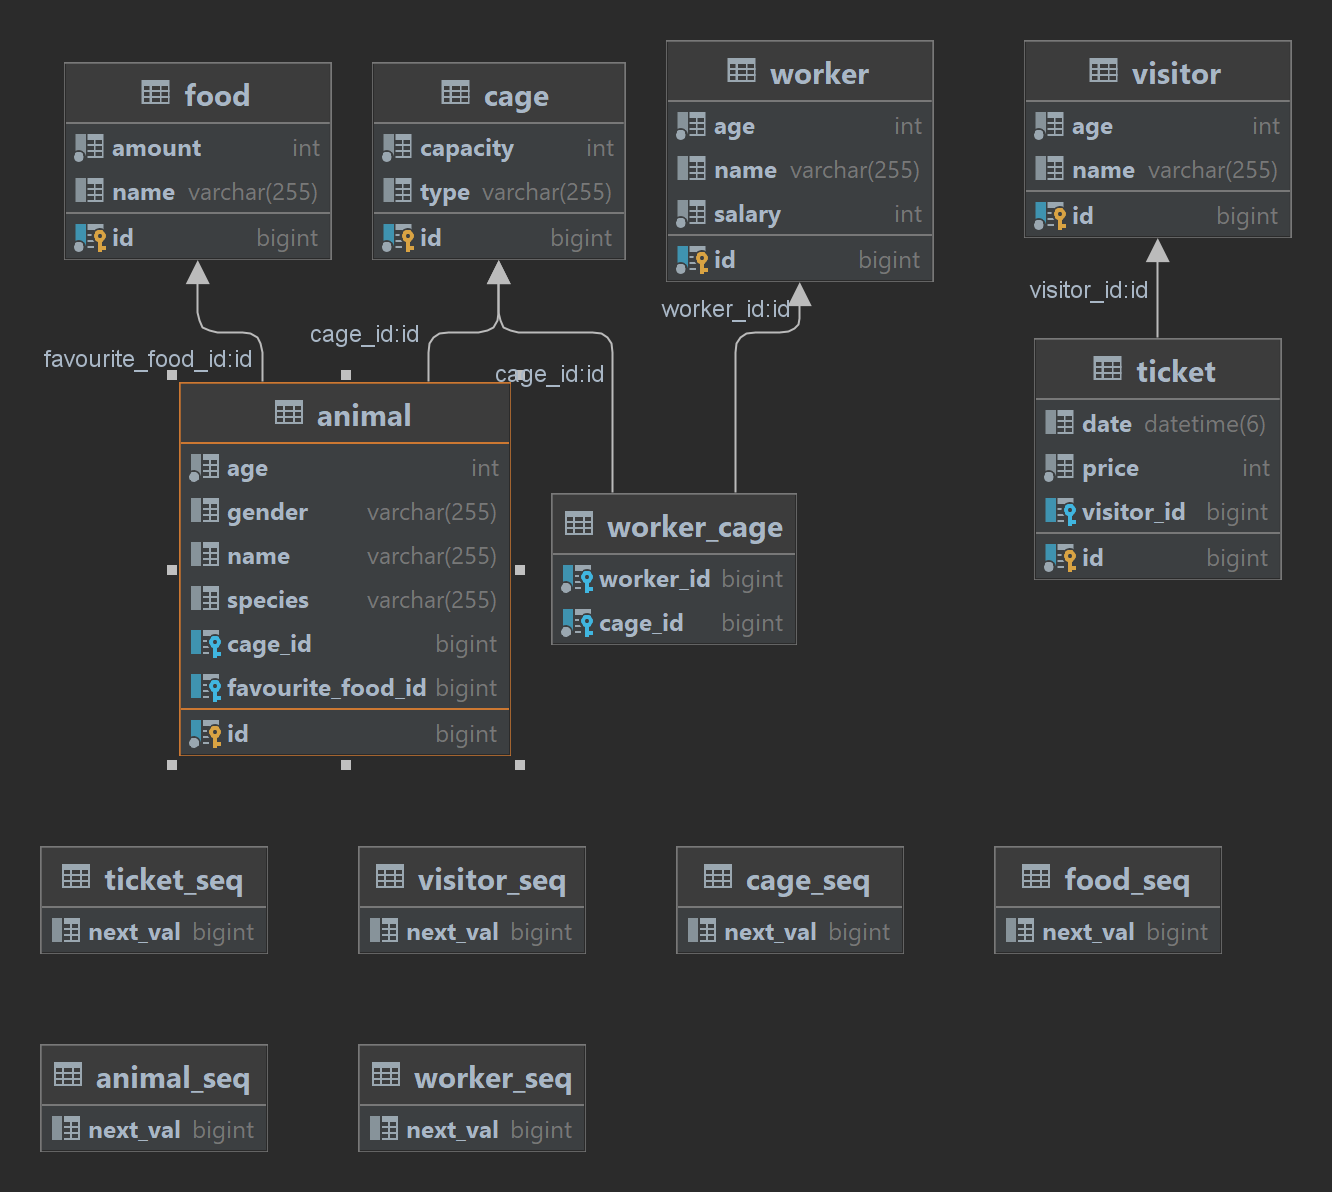 food
amount int
name varchar(255)
id bigint
cage
capacity int
type varchar(255)
id bigint
worker
age int
name varchar(255)
salary int
id bigint
visitor
age int
name varchar(255)
id bigint
favourite_food_id:id
cage_id:id
cage_id:id
worker_id:id
visitor_id:id
animal
age int
gender varchar(255)
name varchar(255)
species varchar(255)
cage_id bigint
favourite_food_id bigint
id bigint
worker_cage
worker_id bigint
cage_id bigint
ticket
date datetime(6)
price int
visitor_id bigint
id bigint
ticket_seq
next_val bigint
visitor_seq
next_val bigint
cage_seq
next_val bigint
food_seq
next_val bigint
animal_seq
next_val bigint
worker_seq
next_val bigint